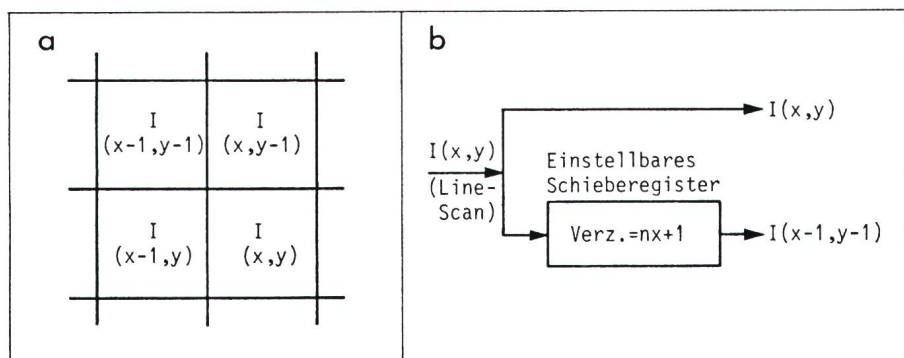 a
I
(x-1,y-1)
I
(x,y-1)
I
(x-1,y)
I
(x,y)
b
I(x,y)
I(x,y)
(Line-
Scan)
Einstellbares
Schieberegister
Verz.=nx+1
I(x-1,y-1)